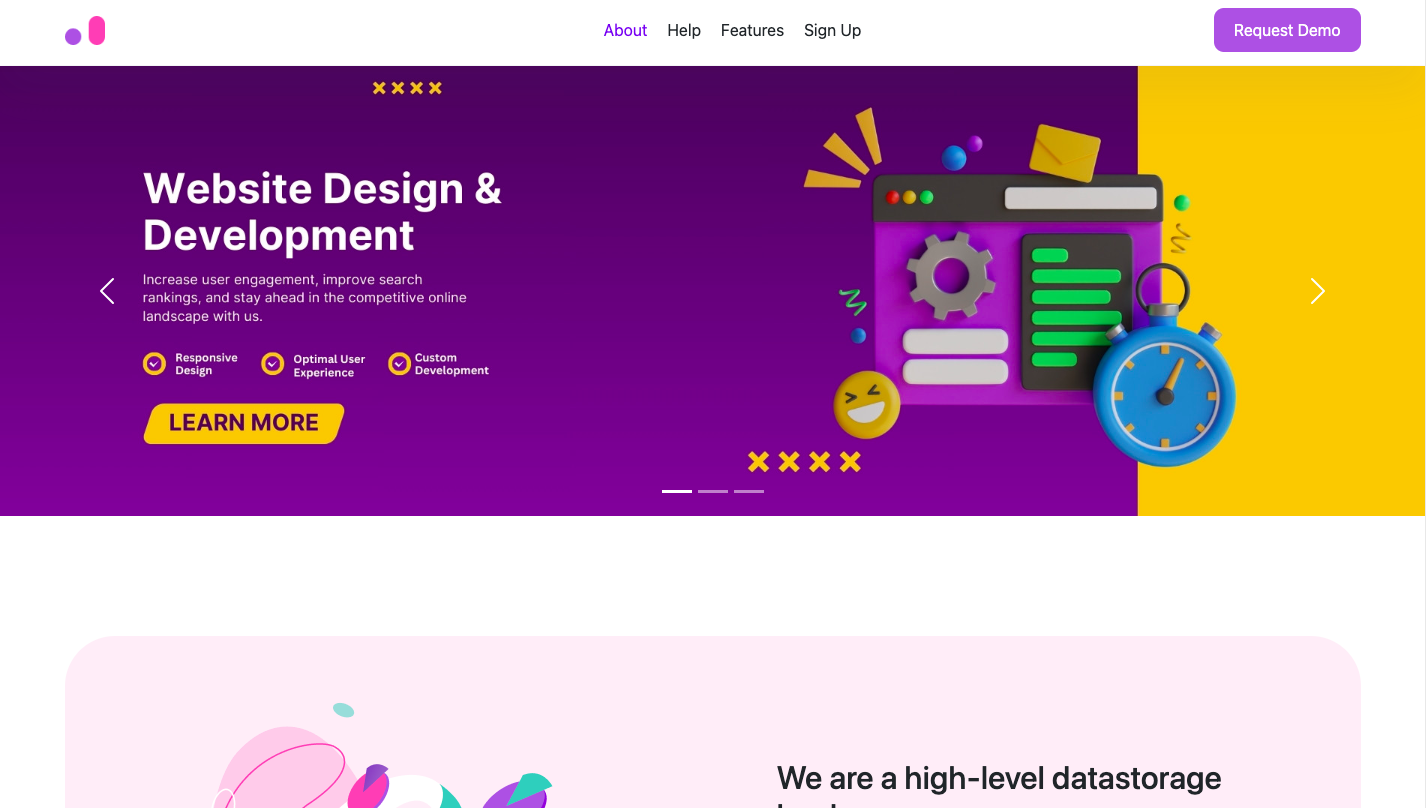 About Help Features Sign Up Request Demo
Website Design &
Development
Increase user engagement, improve search
rankings, and stay ahead in the competitive online
landscape with us.
Responsive
Design
Optimal User
Experience
Custom
Development
LEARN MORE
We are a high-level datastorage